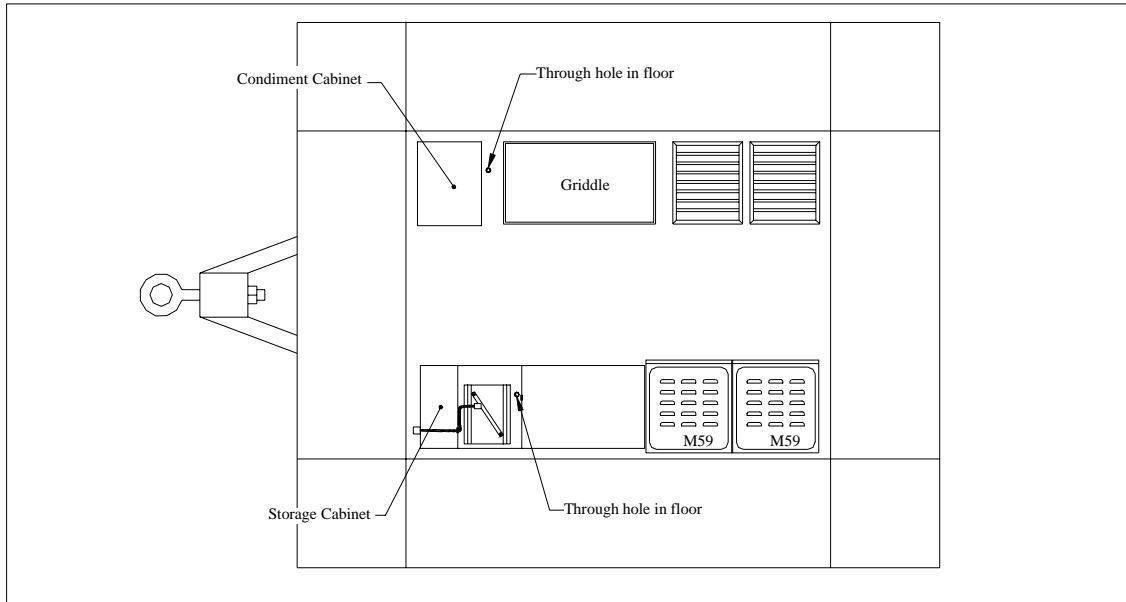 Through hole in floor
Condiment Cabinet
Griddle
M59
M59
Through hole in floor
Storage Cabinet